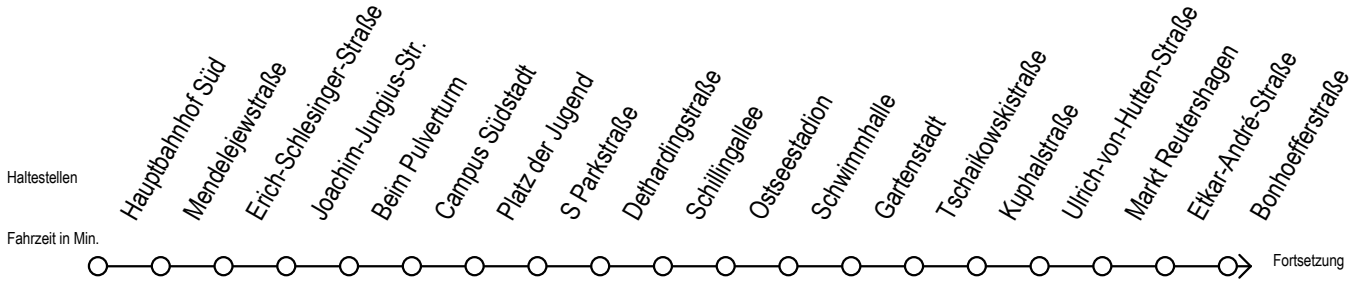 Haltestellen
Hauptbahnhof Süd
Mendelejewstraße
Erich-Schlesinger-Straße
Joachim-Jungius-Str.
Beim Pulverturm
Campus Südstadt
Platz der Jugend
S Parkstraße
Dethardingstraße
Schillingallee
Ostseestadion
Schwimmhalle
Gartenstadt
Tschaikowskistraße
Kuphalstraße
Ulrich-von-Hutten-Straße
Markt Reutershagen
Etkar-André-Straße
Bonhoefferstraße
Fahrzeit in Min.
Fortsetzung